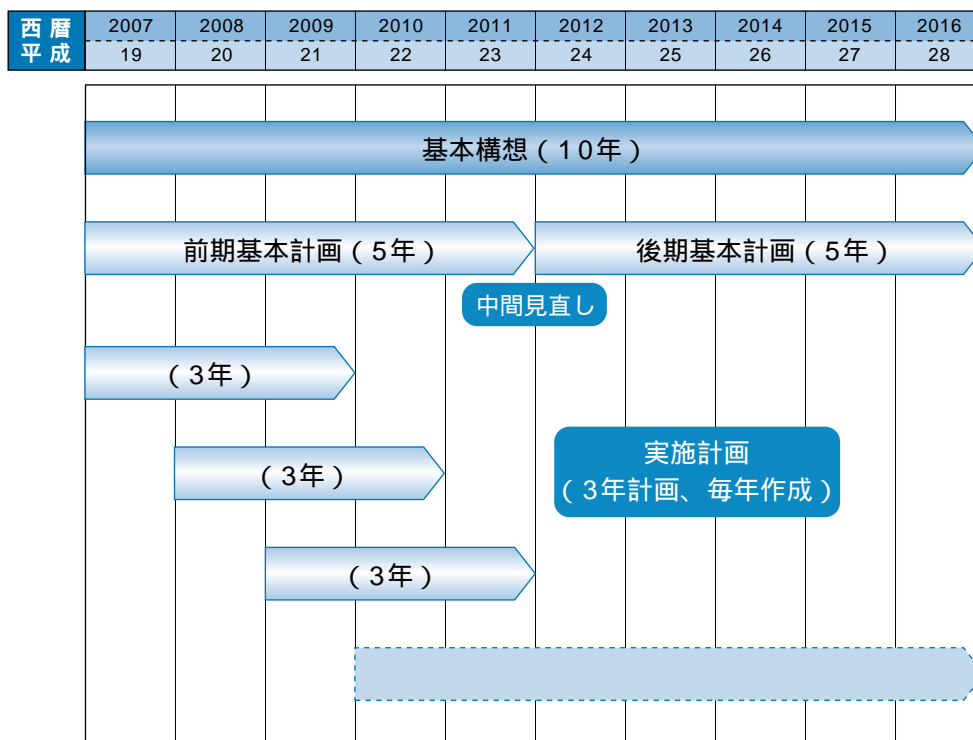 西暦 2007 2008 2009 2010 2011 2012 2013 2014 2015 2016
平成 19 20 21 22 23 24 25 26 27 28
基本構想（10年）
前期基本計画（5年） 後期基本計画（5年）
中間見直し
（3年）
（3年）
実施計画
（3年計画、毎年作成）
（3年）